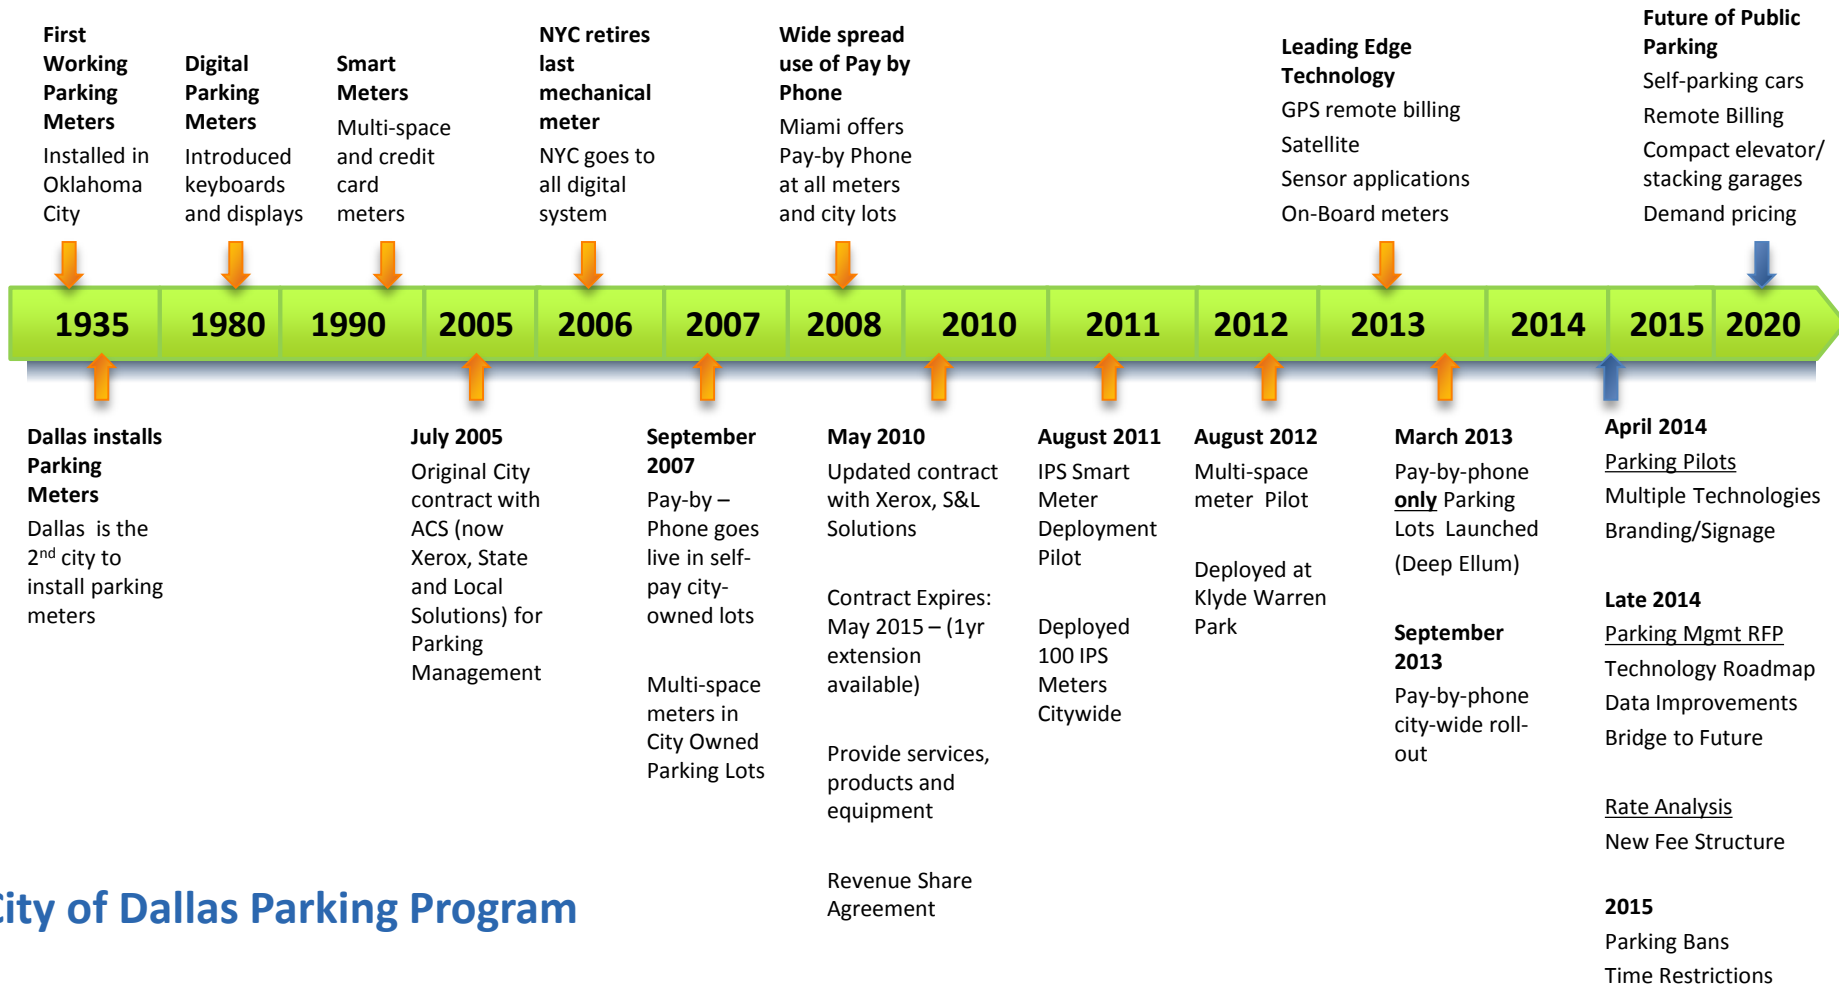 First
Working
Parking
Meters
Installed in
Oklahoma
City
Digital
Parking
Meters
Introduced
keyboards
and displays
Smart
Meters
Multi-space
and credit
card
meters
NYC retires
last
mechanical
meter
NYC goes to
all digital
system
Wide spread
use of Pay by
Phone
Miami offers
Pay-by Phone
at all meters
and city lots
Leading Edge
Technology
GPS remote billing
Satellite
Sensor applications
On-Board meters
Future of Public
Parking
Self-parking cars
Remote Billing
Compact elevator/
stacking garages
Demand pricing
1935 1980 1990 2005 2006 2007 2008 2010 2011 2012 2013 2014 2015 2020
Dallas installs
Parking
Meters
Dallas is the
2nd city to
install parking
meters
July 2005
Original City
contract with
ACS (now
Xerox, State
and Local
Solutions) for
Parking
Management
September
2007
Pay-by –
Phone goes
live in self-
pay city-
owned lots
Multi-space
meters in
City Owned
Parking Lots
May 2010
Updated contract
with Xerox, S&L
Solutions
Contract Expires:
May 2015 – (1yr
extension
available)
Provide services,
products and
equipment
Revenue Share
Agreement
August 2011
IPS Smart
Meter
Deployment
Pilot
Deployed
100 IPS
Meters
Citywide
August 2012
Multi-space
meter Pilot
Deployed at
Klyde Warren
Park
March 2013
Pay-by-phone
only Parking
Lots Launched
(Deep Ellum)
September
2013
Pay-by-phone
city-wide roll-
out
April 2014
Parking Pilots
Multiple Technologies
Branding/Signage
Late 2014
Parking Mgmt RFP
Technology Roadmap
Data Improvements
Bridge to Future
Rate Analysis
New Fee Structure
2015
Parking Bans
Time Restrictions
City of Dallas Parking Program